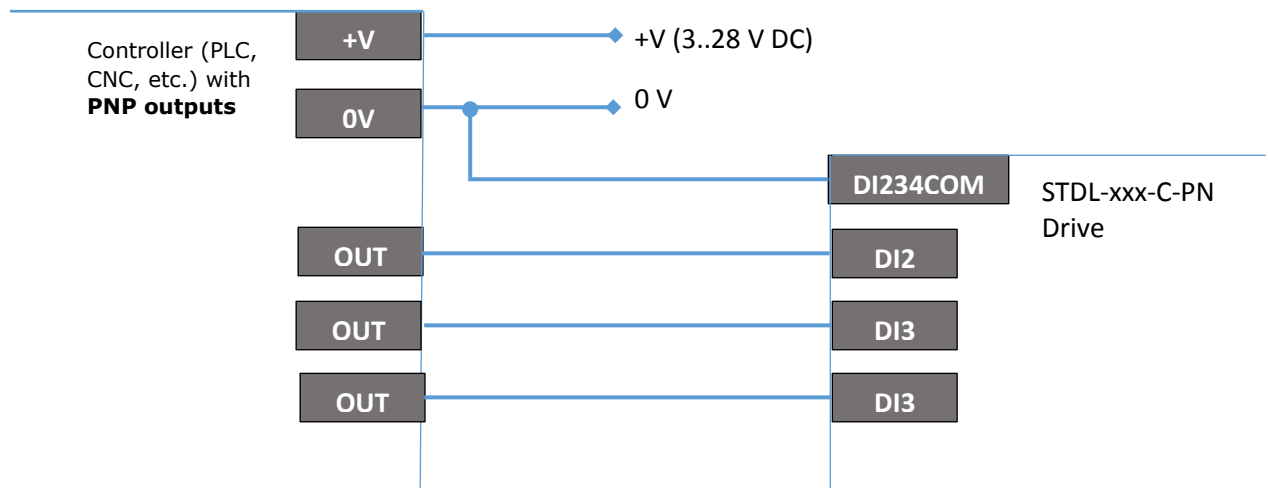 Controller (PLC,
CNC, etc.) with
PNP outputs
+V
+V (3..28 V DC)
0V
0 V
DI234COM
STDL-xxx-C-PN
Drive
OUT
DI2
OUT
DI3
OUT
DI3